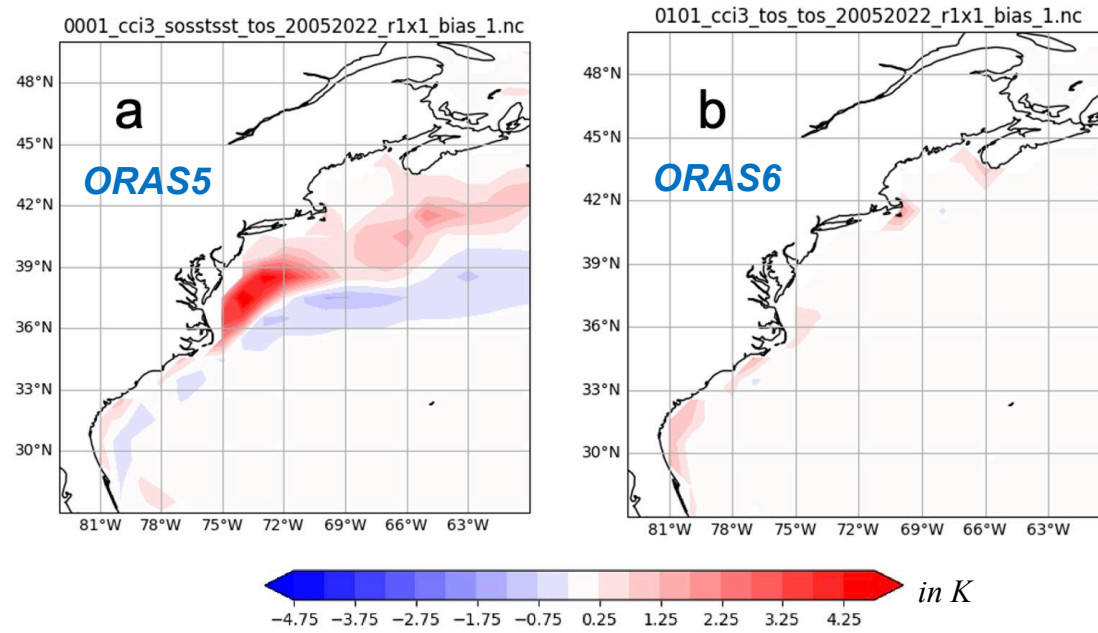 0001_cci3_sosstsst_tos_20052022_r1x1_bias_1.nc
48°N
45°N
42°N
39°N
36°N
33°N
30°N
a
ORAS5
81°W 78°W 75°W 72°W 69°W 66°W 63°W
0101_cci3_tos_tos_20052022_r1x1_bias_1.nc
48°N
45°N
42°N
39°N
36°N
33°N
30°N
b
ORAS6
81°W 78°W 75°W 72°W 69°W 66°W 63°W
−4.75 −3.75 −2.75 −1.75 −0.75 0.25 1.25 2.25 3.25 4.25
in K